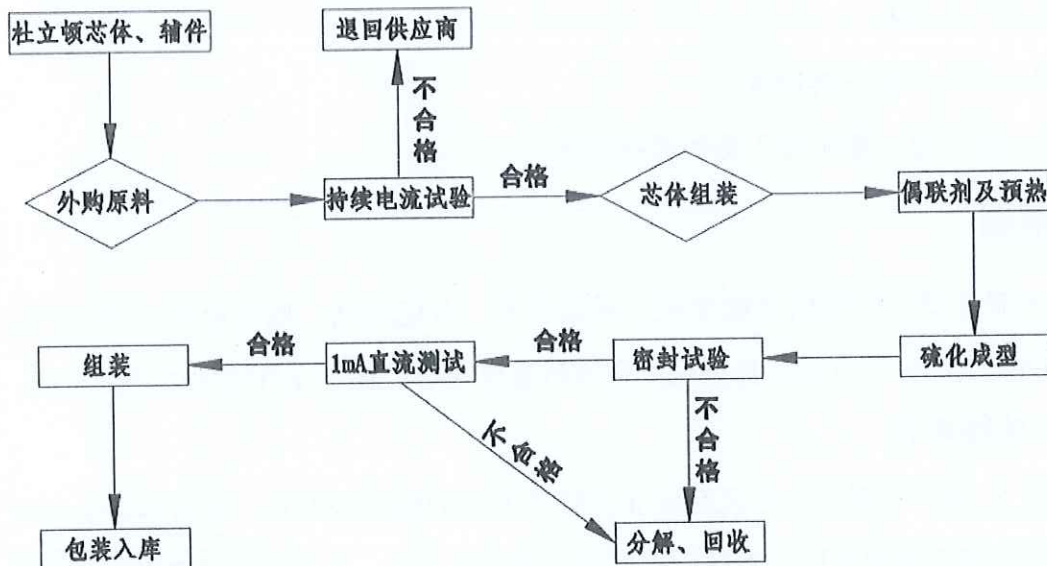 杜立顿芯体、辅件
退回供应商
不合格
外购原料
持续电流试验
合格
芯体组装
偶联剂及预热
硫化成型
密封试验
合格
1mA直流测试
合格
组装
不合格
不合格
包装入库
分解、回收